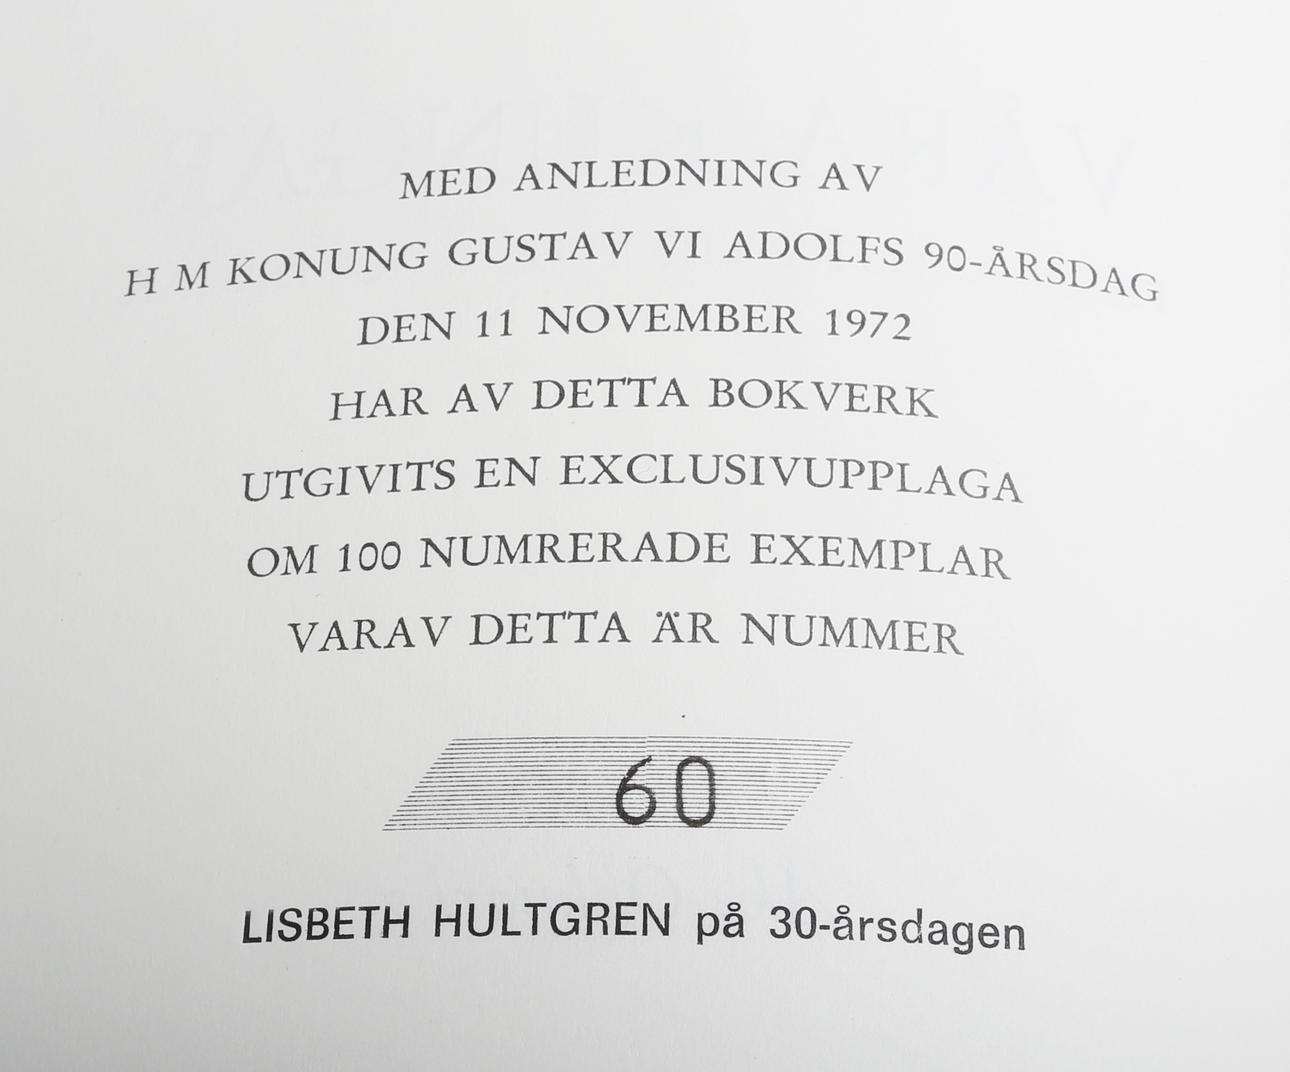 MED ANLEDNING AV
H M KONUNG GUSTAV VI ADOLFS 90-ÅRSDAG
DEN 11 NOVEMBER 1972
HAR AV DETTA BOKVERK
UTGIVITS EN EXCLUSIVUPPLAGA
OM 100 NUMRERADE EXEMPLAR
VARAV DETTA ÄR NUMMER
60
LISBETH HULTGREN på 30-årsdagen